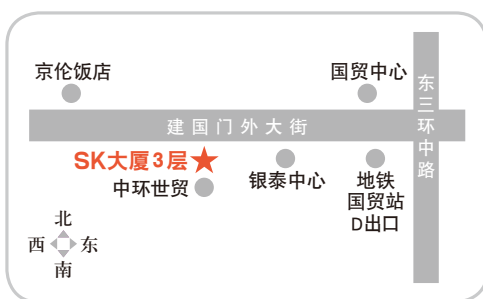 京伦饭店
国贸中心
东三环中路
建国门外大街
SK大厦3层
中环世贸
银泰中心
地铁
国贸站
D出口
北
西 东
南